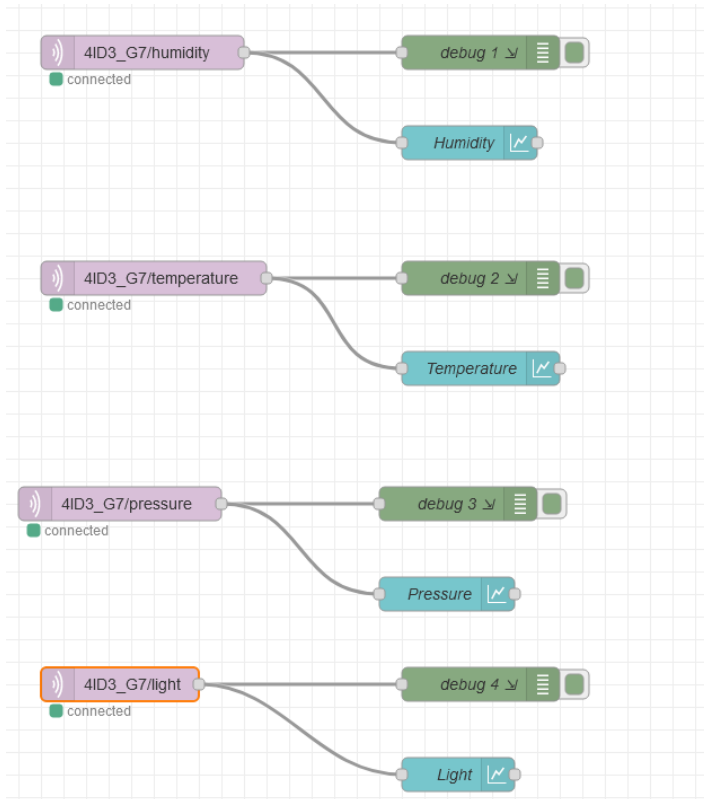 4ID3_G7/humidity
debug 1
connected
Humidity
4ID3_G7/temperature
debug 2
connected
Temperature
4ID3_G7/pressure
debug 3
connected
Pressure
4ID3_G7/light
debug 4
connected
Light